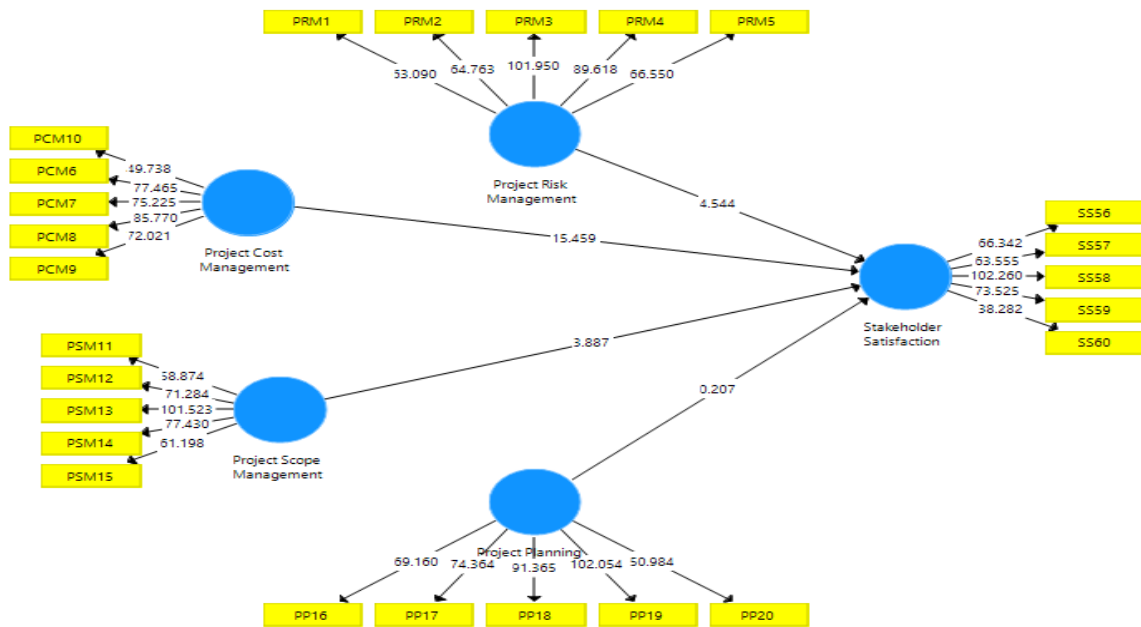 PRM1 PRM2 PRM3 PRM4 PRM5
53.090 64.763 101.950 89.618 66.550
Project Risk
Management
PCM10
PCM6
PCM7
PCM8
PCM9
49.738
77.465
75.225
85.770
72.021
Project Cost
Management
4.544
15.459
3.887
0.207
SS56
SS57
SS58
SS59
SS60
66.342
63.555
102.260
73.525
38.282
Stakeholder
Satisfaction
PSM11
PSM12
PSM13
PSM14
PSM15
71.284
101.523
77.430
61.198
Project Scope
Management
Project Planning
69.160 74.364 91.365 102.054 50.984
PP16 PP17 PP18 PP19 PP20